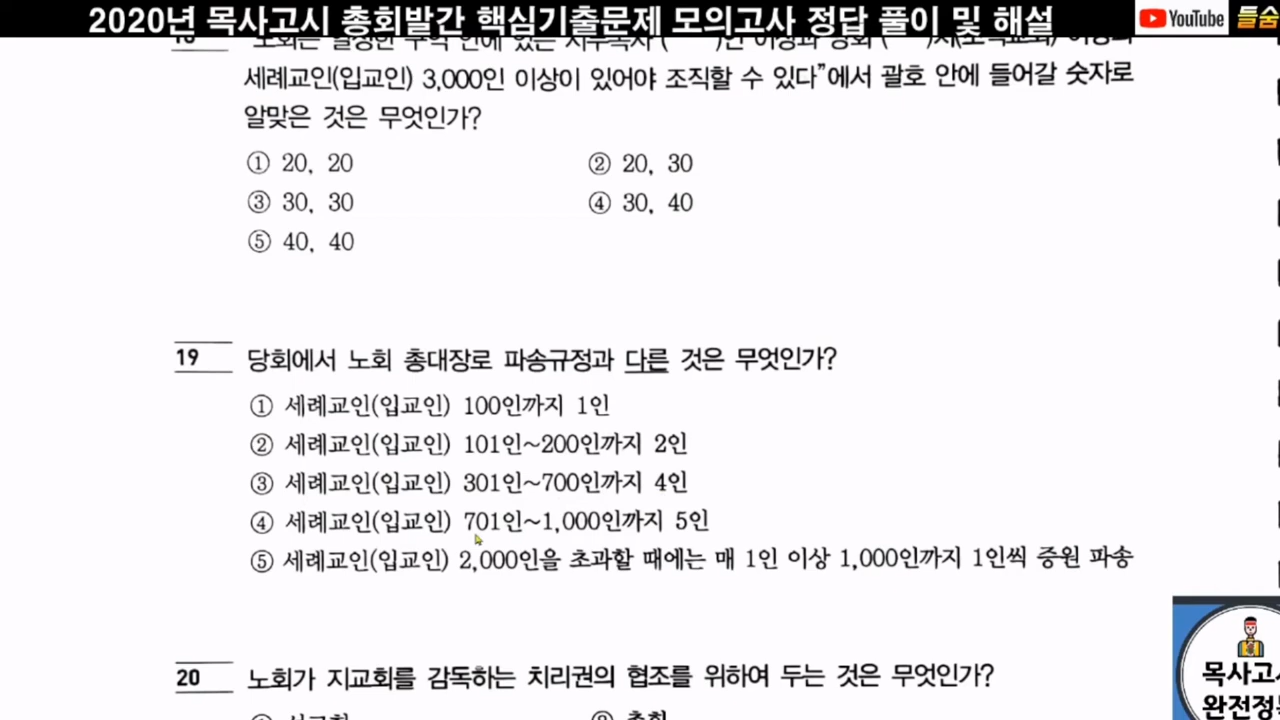 2020년 목사고시 총회발간 핵심기출문제 모의고사 정답 풀이 및 해설
YouTube 들숨
세례교인(입교인) 3,000인 이상이 있어야 조직할 수 있다”에서 괄호 안에 들어갈 숫자로
알맞은 것은 무엇인가?
① 20, 20 ② 20, 30
③ 30, 30 ④ 30, 40
⑤ 40, 40
19 당회에서 노회 총대장로 파송규정과 다른 것은 무엇인가?
① 세례교인(입교인) 100인까지 1인
② 세례교인(입교인) 101인~200인까지 2인
③ 세례교인(입교인) 301인~700인까지 4인
④ 세례교인(입교인) 701인~1,000인까지 5인
⑤ 세례교인(입교인) 2,000인을 초과할 때에는 매 1인 이상 1,000인까지 1인씩 증원 파송
20 노회가 지교회를 감독하는 치리권의 협조를 위하여 두는 것은 무엇인가?
목사고시
완전정복